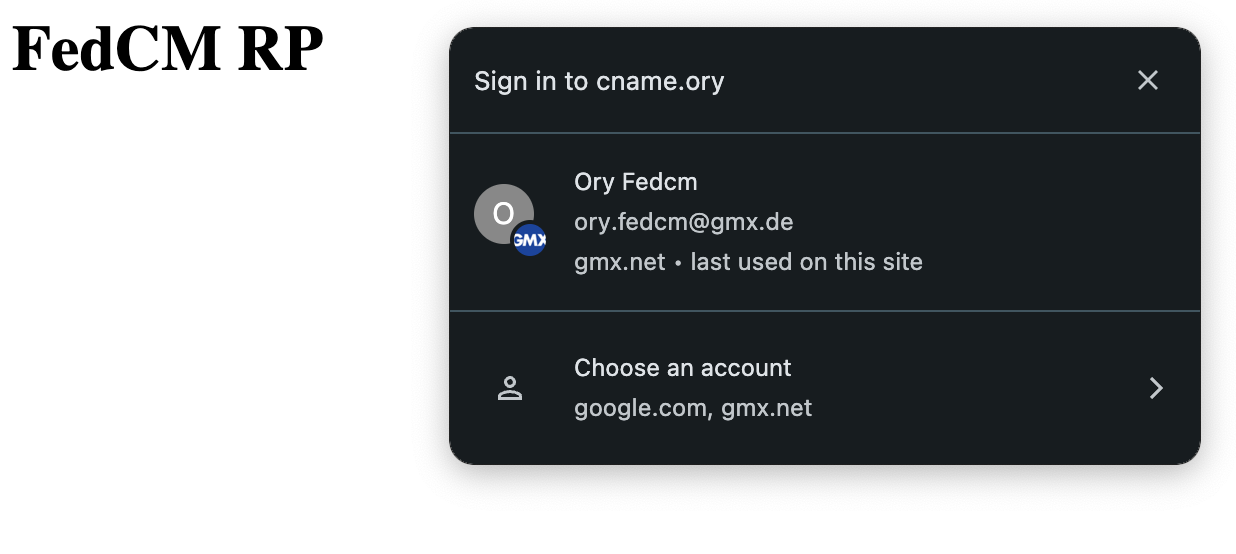 FedCM RP
Sign in to cname.ory
O
GMX
Ory Fedcm
ory.fedcm@gmx.de
gmx.net • last used on this site
Choose an account
google.com, gmx.net